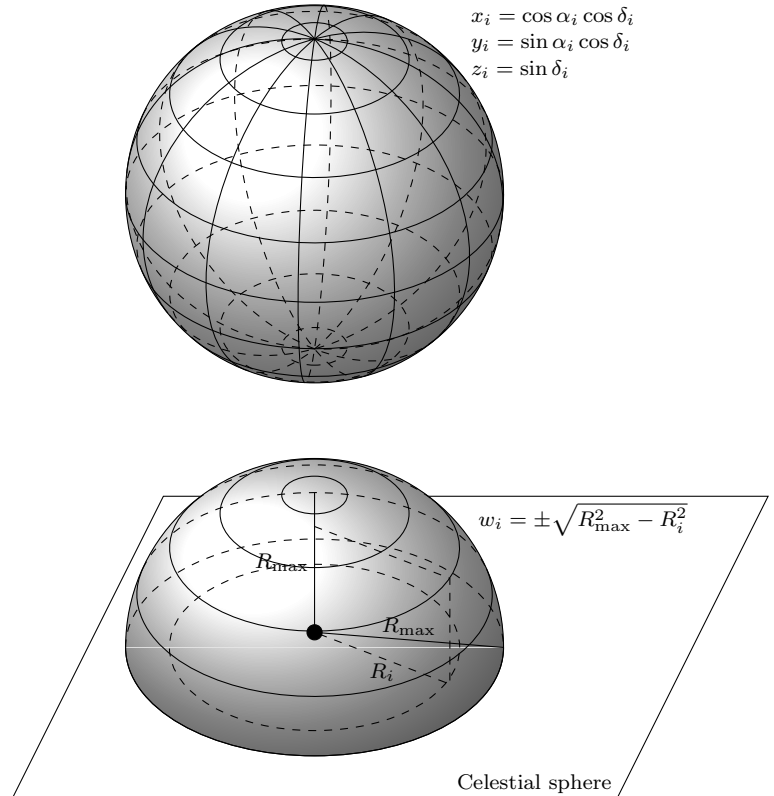 x_i = cos α_i cos δ_i
y_i = sin α_i cos δ_i
z_i = sin δ_i
w_i = ±√(R_max^2 − R_i^2)
R_max
R_max
R_i
Celestial sphere